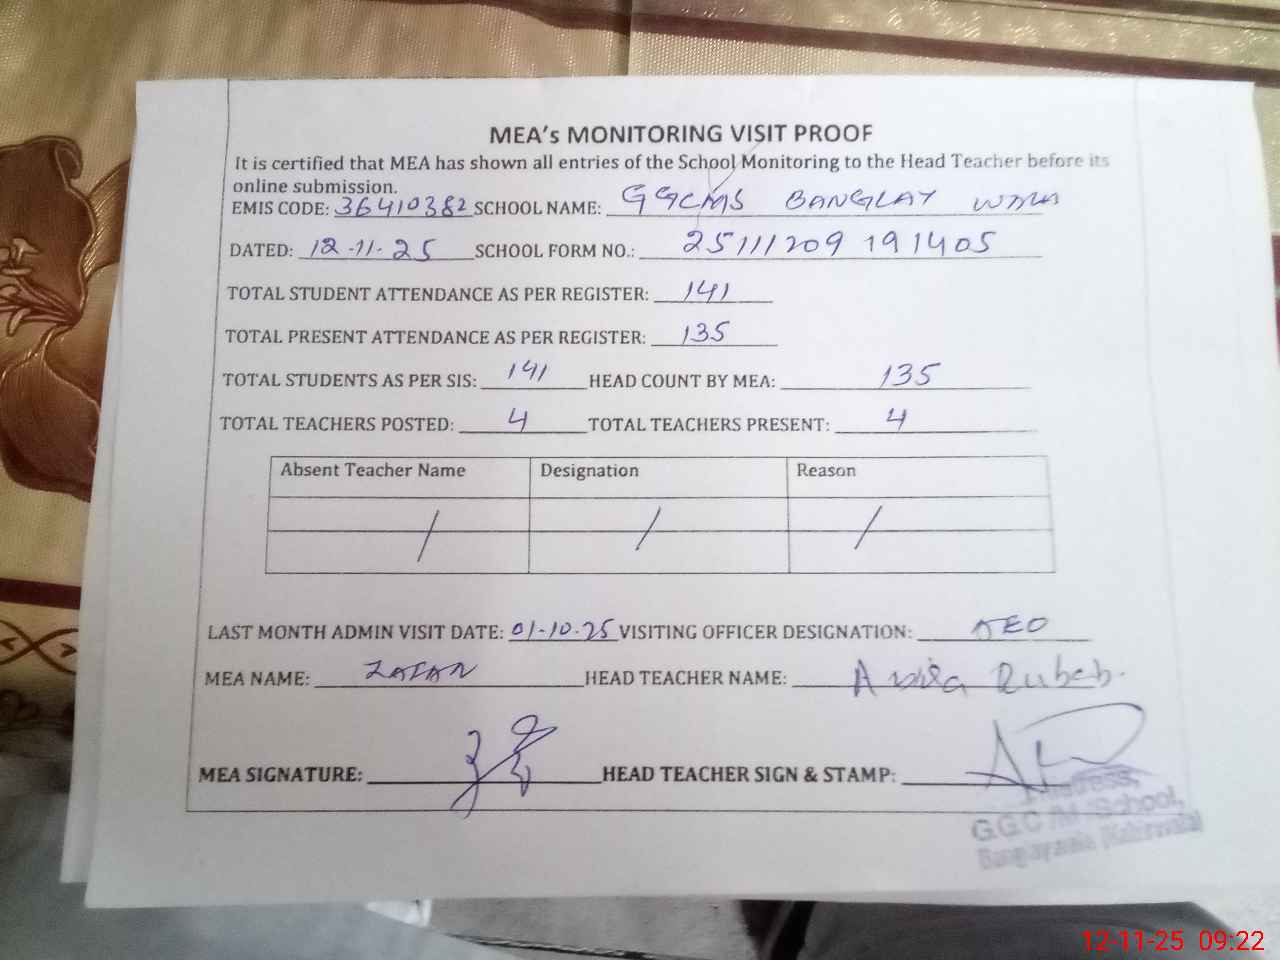 MEA's MONITORING VISIT PROOF
It is certified that MEA has shown all entries of the School Monitoring to the Head Teacher before its
online submission.
EMIS CODE: 36410382 SCHOOL NAME: GGCMS BANGLAY WALA
DATED: 12-11-25 SCHOOL FORM NO.: 25111209191405
TOTAL STUDENT ATTENDANCE AS PER REGISTER: 141
TOTAL PRESENT ATTENDANCE AS PER REGISTER: 135
TOTAL STUDENTS AS PER SIS: 141 HEAD COUNT BY MEA: 135
TOTAL TEACHERS POSTED: 4 TOTAL TEACHERS PRESENT: 4
Absent Teacher Name Designation Reason
/ / /
LAST MONTH ADMIN VISIT DATE: 01-10-25 VISITING OFFICER DESIGNATION: AEO
MEA NAME: ZAFAR HEAD TEACHER NAME: Rubab.
MEA SIGNATURE: HEAD TEACHER SIGN & STAMP:
G.G.C/M School,
12-11-25 09:22